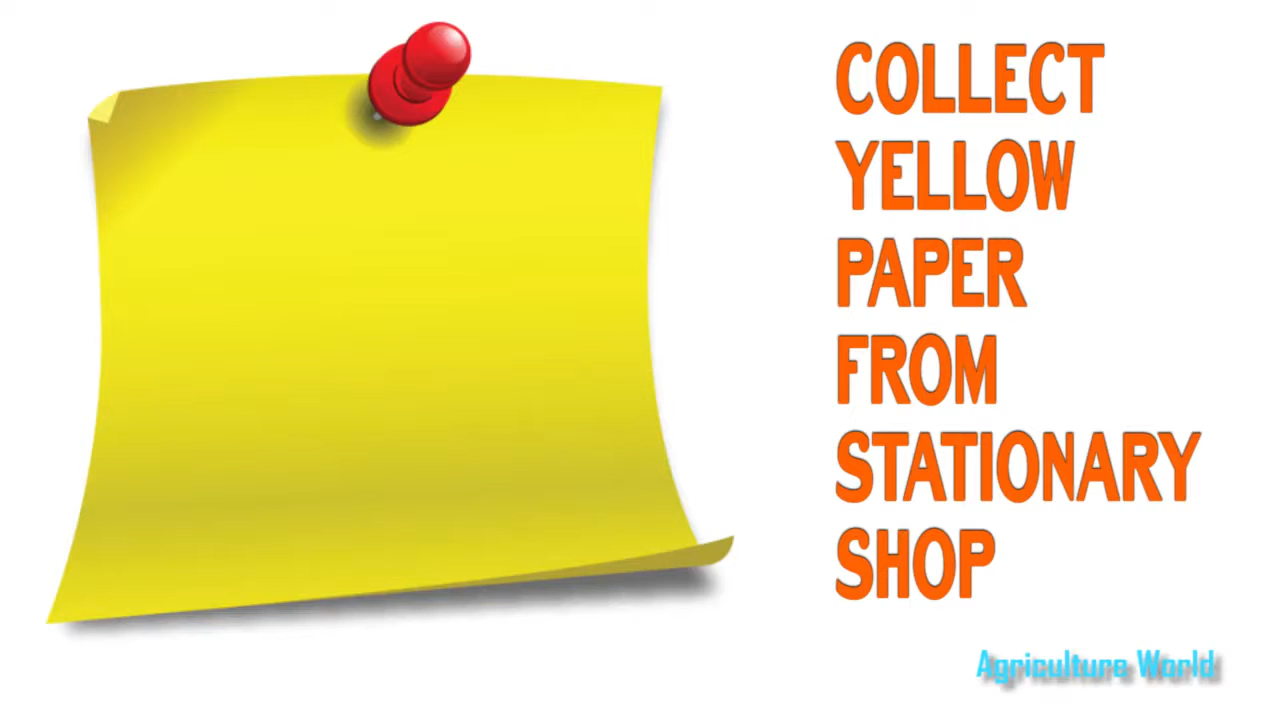 COLLECT
YELLOW
PAPER
FROM
STATIONARY
SHOP
Agriculture World